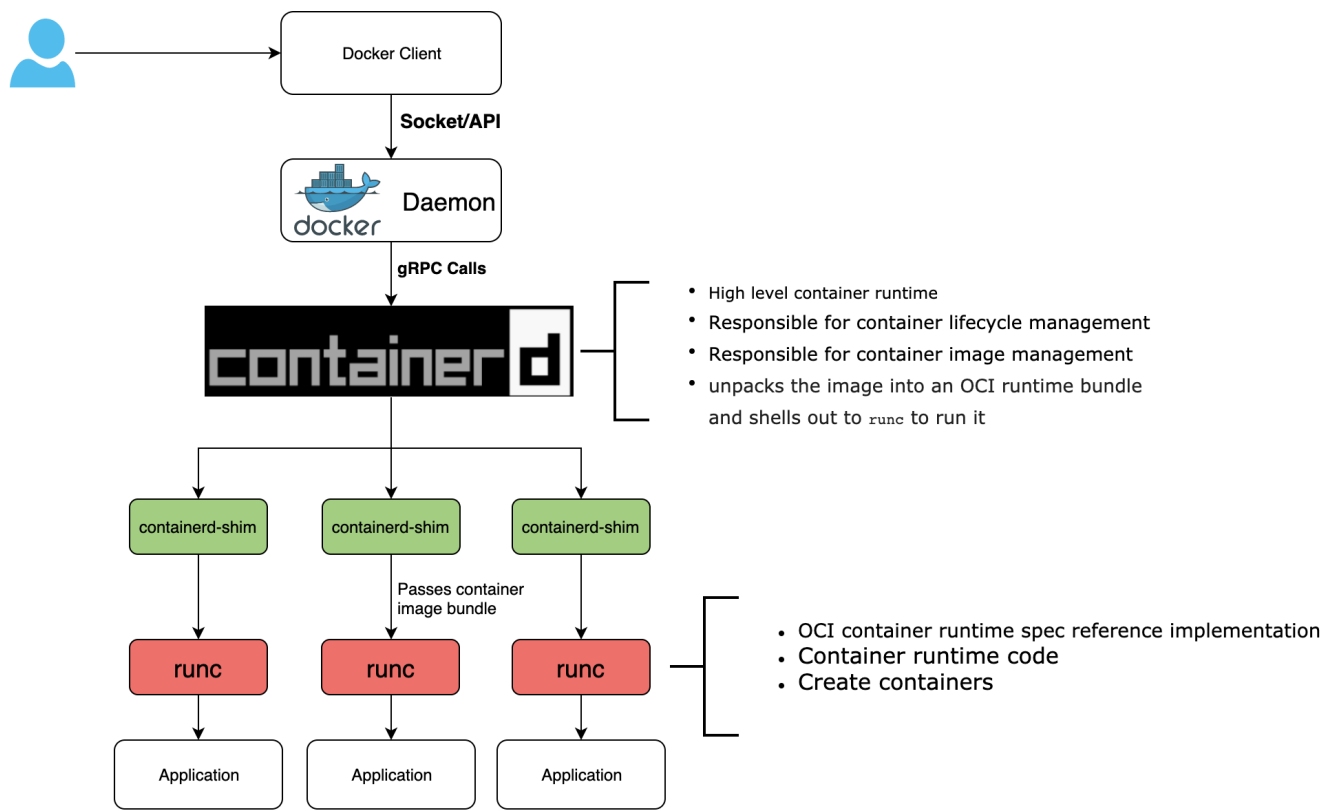 Docker Client
Socket/API
docker
Daemon
gRPC Calls
containerd
• High level container runtime
• Responsible for container lifecycle management
• Responsible for container image management
• unpacks the image into an OCI runtime bundle
and shells out to runc to run it
containerd-shim
containerd-shim
containerd-shim
Passes container
image bundle
runc
runc
runc
• OCI container runtime spec reference implementation
• Container runtime code
• Create containers
Application
Application
Application